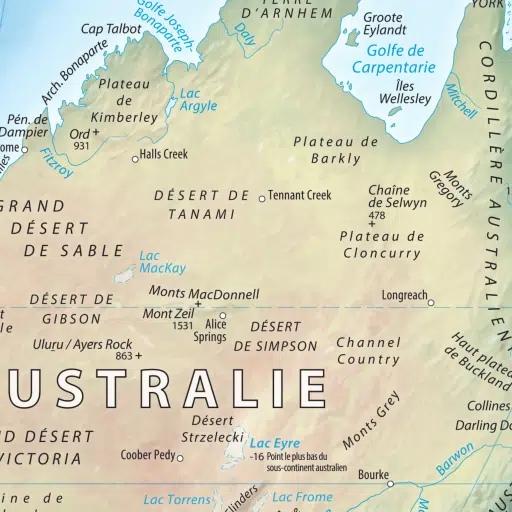 TERRE
D'ARNHEM
YORK
Golfe Joseph-
Bonaparte
Cap Talbot
Arch. Bonaparte
Daly
Groote
Eylandt
Golfe de
Carpentarie
Îles
Wellesley
Mitchell
CORDILLÈRE AUSTRALIEN
Plateau
de
Kimberley
Lac
Argyle
Pén. de
Dampier
Ord +
931
Fitzroy
Halls Creek
Plateau de
Barkly
Monts
Gregory
GRAND
DÉSERT
DE SABLE
DÉSERT DE
TANAMI
Tennant Creek
Chaîne
de Selwyn
478
+
Plateau de
Cloncurry
Lac
MacKay
Monts MacDonnell
Longreach
DÉSERT DE
GIBSON
Mont Zeil
1531
Alice
Springs
DÉSERT
DE SIMPSON
Channel
Country
Haut plateau
de Buckland
Uluru / Ayers Rock
863 +
USTRALIE
Collines
Darling Do
Désert
Strzelecki
Monts Grey
ND DÉSERT
VICTORIA
Lac Eyre
-16 Point le plus bas du
sous-continent australien
Coober Pedy
Barwon
Bourke
Lac Torrens
Flinders
Lac Frome